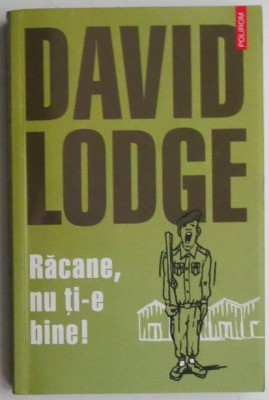 DAVID
LODGE
POLIROM
Răcane,
nu ți-e
bine!